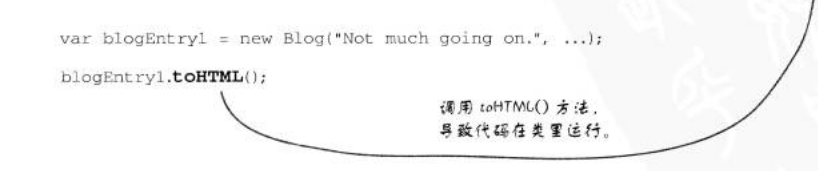 var blogEntry1 = new Blog("Not much going on.", ...);
blogEntry1.toHTML();
调用 toHTML() 方法，
导致代码在类里运行。